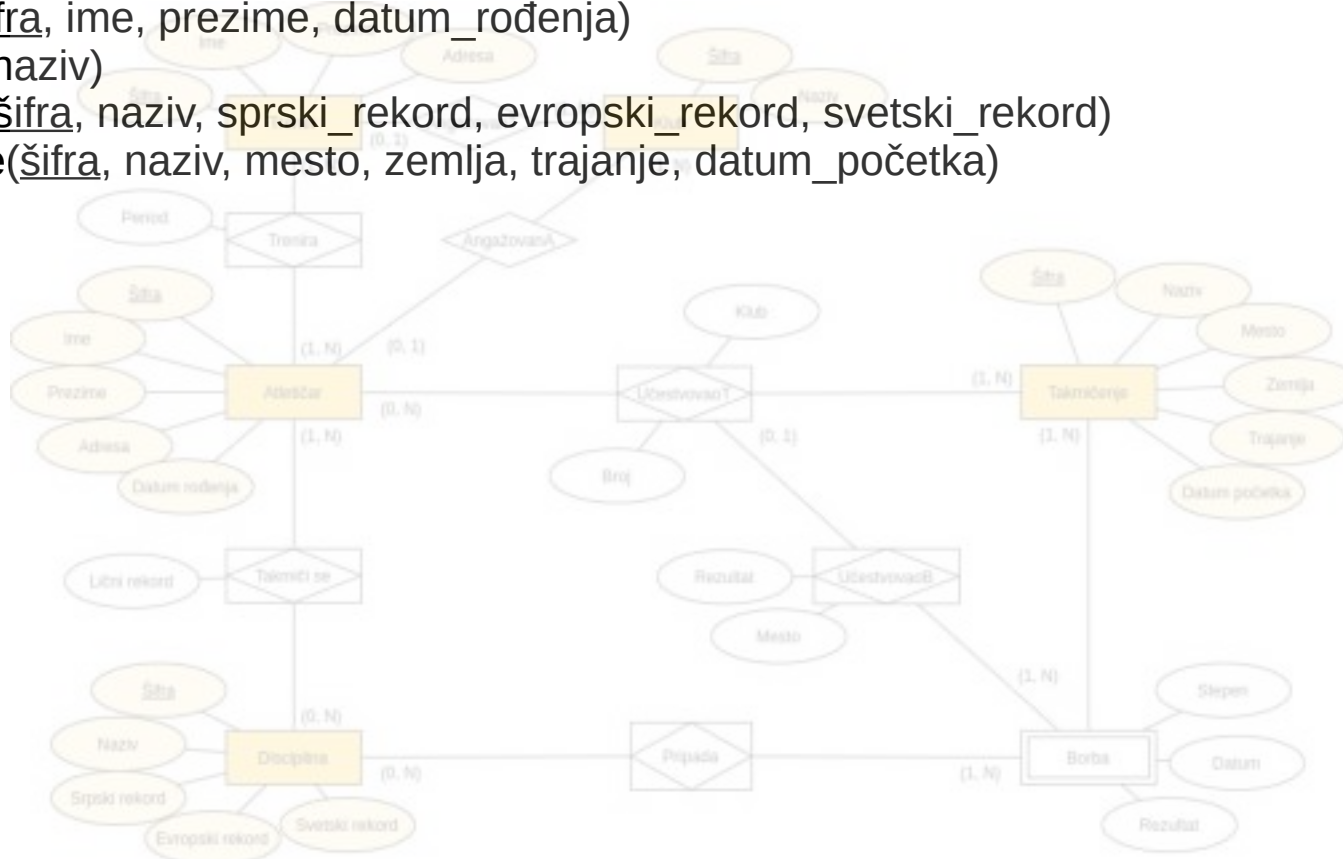 fra, ime, prezime, datum_rođenja)
naziv)
šifra, naziv, sprski_rekord, evropski_rekord, svetski_rekord)
e(šifra, naziv, mesto, zemlja, trajanje, datum_početka)
Ime
Adresa
Šifra
Naziv
Šifra
(0, 1)
Period
Trenira
AngažovanA
Šifra
Šifra
Naziv
Klub
Mesto
Ime
(1, N)
(0, 1)
Prezime
Atletičar
UčestvovaoT
(1, N)
Takmičenje
Zemlja
(0, N)
(1, N)
(0, 1)
(1, N)
Adresa
Trajanje
Broj
Datum rođenja
Datum početka
Lični rekord
Takmiči se
Rezultat
UčestvovaoB
Mesto
Šifra
(1, N)
Stepen
(0, N)
Naziv
Disciplina
Pripada
Borba
Datum
(0, N)
(1, N)
Srpski rekord
Svetski rekord
Evropski rekord
Rezultat